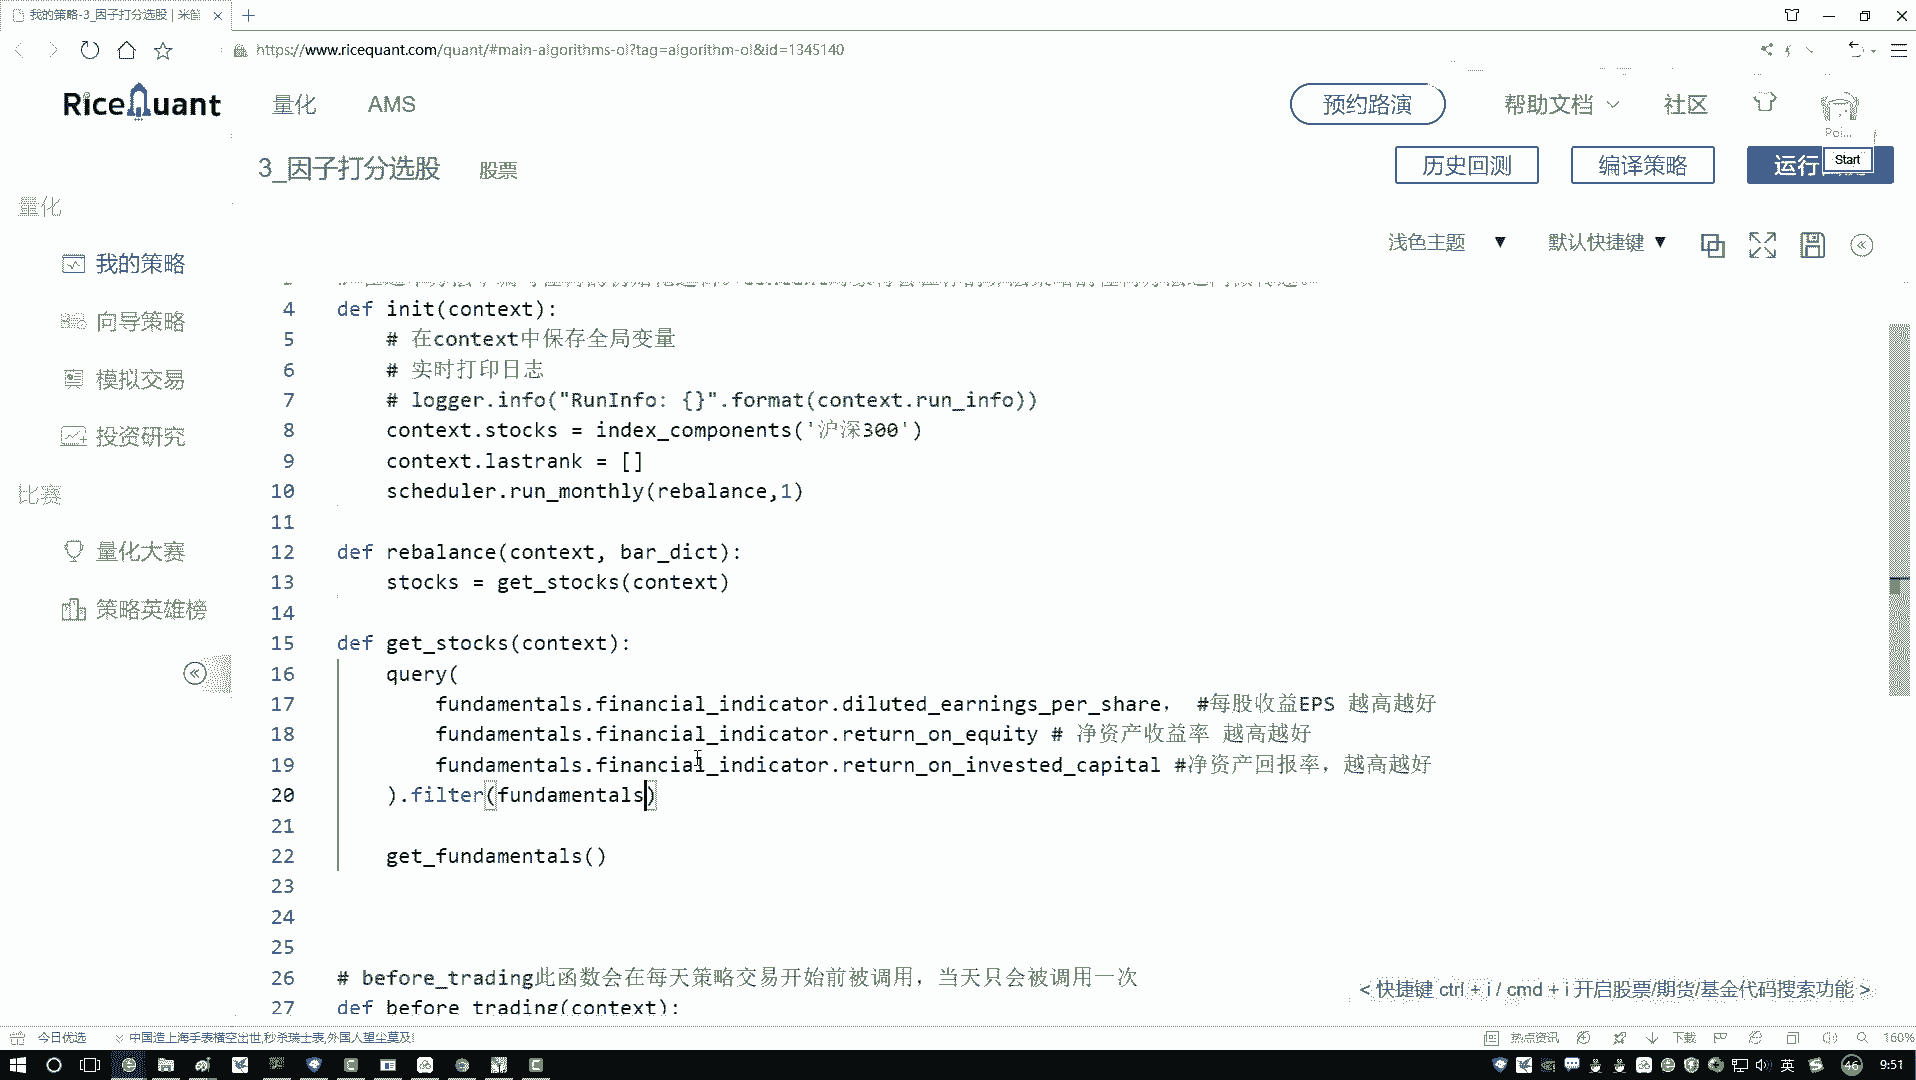 我的策略-3_因子打分选股 | 米筐
https://www.ricequant.com/quant/#main-algorithms-ol?tag=algorithm-ol&id=1345140
RiceQuant 量化 AMS 预约路演 帮助文档 社区
Poi...
3_因子打分选股 股票 历史回测 编译策略 运行
Start
量化
浅色主题 ▼ 默认快捷键 ▼
我的策略
向导策略
模拟交易
投资研究
比赛
量化大赛
策略英雄榜
4 def init(context):
5 # 在context中保存全局变量
6 # 实时打印日志
7 # logger.info("RunInfo: {}".format(context.run_info))
8 context.stocks = index_components('沪深300')
9 context.lastrank = []
10 scheduler.run_monthly(rebalance,1)
11
12 def rebalance(context, bar_dict):
13 stocks = get_stocks(context)
14
15 def get_stocks(context):
16 query(
17 fundamentals.financial_indicator.diluted_earnings_per_share， #每股收益EPS 越高越好
18 fundamentals.financial_indicator.return_on_equity # 净资产收益率 越高越好
19 fundamentals.financial_indicator.return_on_invested_capital #净资产回报率，越高越好
20 ).filter(fundamentals)
21
22 get_fundamentals()
23
24
25
26 # before_trading此函数会在每天策略交易开始前被调用，当天只会被调用一次
27 def before_trading(context):
< 快捷键 ctrl + i / cmd + i 开启股票/期货/基金代码搜索功能 >
今日优选 中国造上海手表横空出世,秒杀瑞士表,外国人望尘莫及! 热点资讯 下载 160%
英 46 9:51